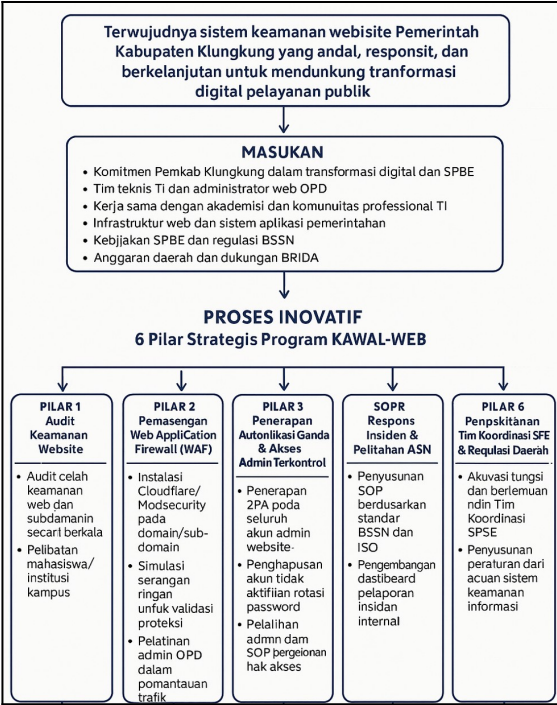 Terwujudnya sistem keamanan webisite Pemerintah
Kabupaten Klungkung yang andal, responsit, dan
berkelanjutan untuk mendunkung tranformasi
digital pelayanan publik
MASUKAN
• Komitmen Pemkab Klungkung dalam transformasi digital dan SPBE
• Tim teknis Ti dan administrator web OPD
• Kerja sama dengan akademisi dan komunuitas professional TI
• Infrastruktur web dan sistem aplikasi pemerintahan
• Kebjjakan SPBE dan regulasi BSSN
• Anggaran daerah dan dukungan BRIDA
PROSES INOVATIF
6 Pilar Strategis Program KAWAL-WEB
PILAR 1
Audit
Keamanan
Website
• Audit celah
keamanan
web dan
subdamanin
secari berkala
• Pelibatan
mahasiswa/
institusi
kampus
PILAR 2
Pemasengan
Web AppliCation
Firewall (WAF)
• Instalasi
Cloudflare/
Modsecurity
pada
domain/sub-
domain
• Simulasi
serangan
ringan
unfuk validasi
proteksi
• Pelatinan
admin OPD
dalam
pomantauan
trafik
PILAR 3
Penerapan
Autonlikasi Ganda
& Akses
Admin Terkontrol
• Penerapan
2PA poda
seluruh
akun admin
website·
• Penghapusan
akun tidak
aktifiian rotasi
password
• Pelalihan
admn dam
SOP pergeionan
hak akses
SOPR
Respons
Insiden &
Pelitahan ASN
• Penyusunan
SOP
berdusarkan
standar
BSSN dan
ISO
• Pengembangan
dastibeard
pelaporan
insidan
internal
PILAR 6
Penpskitànan
Tim Koordinasi SFE
& Requlasi Daerah
• Akuvasi tungsi
dan berlemuan
ndin Tim
Koordinasi
SPSE
• Penyusunan
peraturan dari
acuan sistem
keamanan
informasi